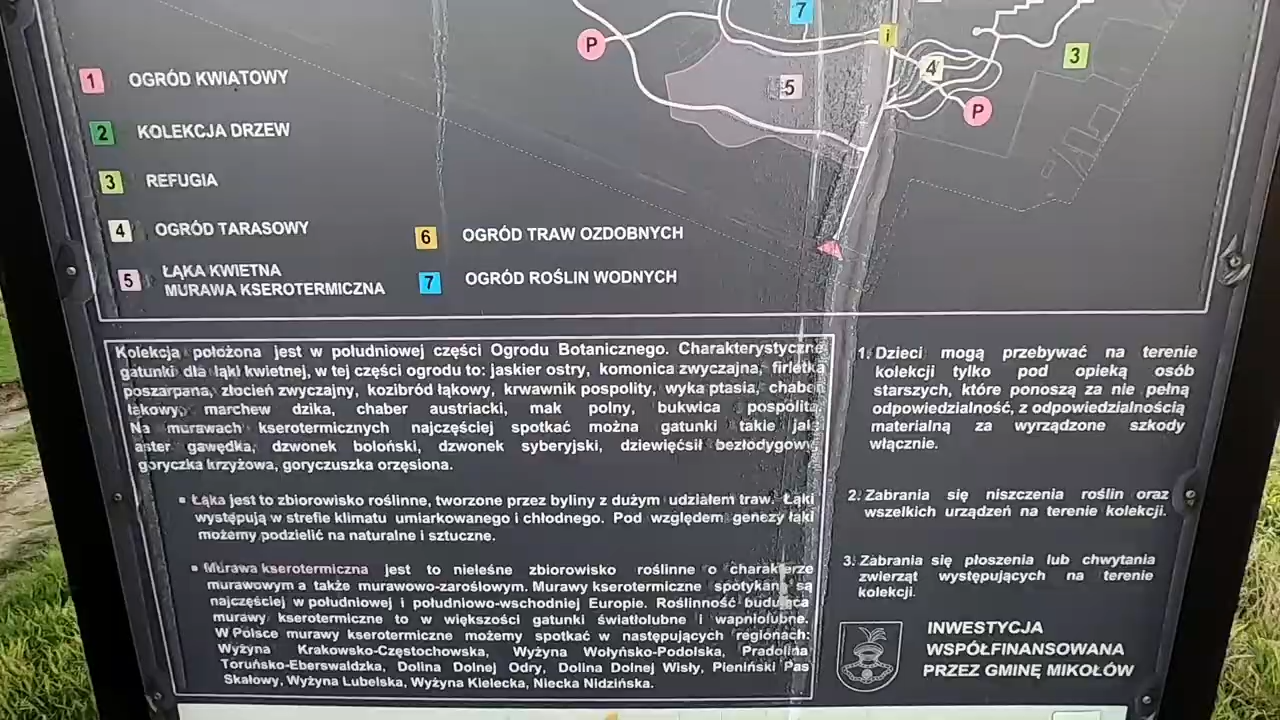 7
P
i
3
4
5
P
1 OGRÓD KWIATOWY
2 KOLEKCJA DRZEW
3 REFUGIA
4 OGRÓD TARASOWY
5 ŁĄKA KWIETNA
MURAWA KSEROTERMICZNA
6 OGRÓD TRAW OZDOBNYCH
7 OGRÓD ROŚLIN WODNYCH
Kolekcja położona jest w południowej części Ogrodu Botanicznego. Charakterystyczne
gatunki dla łąki kwietnej, w tej części ogrodu to: jaskier ostry, komonica zwyczajna, firletka
poszarpana, złocień zwyczajny, kozibród łąkowy, krwawnik pospolity, wyka ptasia, chaber
łąkowy, marchew dzika, chaber austriacki, mak polny, bukwica pospolita.
Na murawach kserotermicznych najczęściej spotkać można gatunki takie jak:
aster gawędka, dzwonek boloński, dzwonek syberyjski, dziewięćsił bezłodygowy,
goryczka krzyżowa, goryczuszka orzęsiona.
▪ Łąka jest to zbiorowisko roślinne, tworzone przez byliny z dużym udziałem traw. Łąki
występują w strefie klimatu umiarkowanego i chłodnego. Pod względem genezy łąki
możemy podzielić na naturalne i sztuczne.
▪ Murawa kserotermiczna jest to nieleśne zbiorowisko roślinne o charakterze
murawowym a także murawowo-zaroślowym. Murawy kserotermiczne spotykane są
najczęściej w południowej i południowo-wschodniej Europie. Roślinność budująca
murawy kserotermiczne to w większości gatunki światłolubne i wapniolubne.
W Polsce murawy kserotermiczne możemy spotkać w następujących regionach:
Wyżyna Krakowsko-Częstochowska, Wyżyna Wołyńsko-Podolska, Pradolina
Toruńsko-Eberswaldzka, Dolina Dolnej Odry, Dolina Dolnej Wisły, Pieniński Pas
Skałowy, Wyżyna Lubelska, Wyżyna Kielecka, Niecka Nidzińska.
1. Dzieci mogą przebywać na terenie
kolekcji tylko pod opieką osób
starszych, które ponoszą za nie pełną
odpowiedzialność, z odpowiedzialnością
materialną za wyrządzone szkody
włącznie.
2. Zabrania się niszczenia roślin oraz
wszelkich urządzeń na terenie kolekcji.
3. Zabrania się płoszenia lub chwytania
zwierząt występujących na terenie
kolekcji.
INWESTYCJA
WSPÓŁFINANSOWANA
PRZEZ GMINĘ MIKOŁÓW